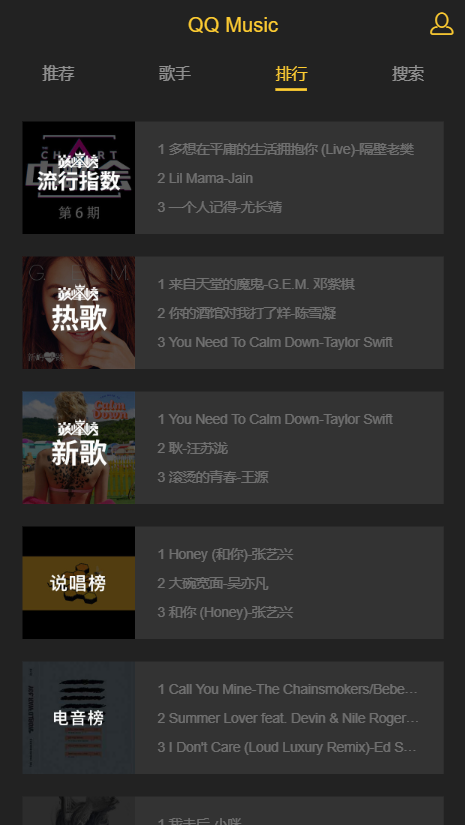 QQ Music
推荐
歌手
排行
搜索
CHART
巅峰榜
流行指数
第 6 期
1 多想在平庸的生活拥抱你 (Live)-隔壁老樊
2 Lil Mama-Jain
3 一个人记得-尤长靖
G.E.M
巅峰榜
热歌
1 来自天堂的魔鬼-G.E.M. 邓紫棋
2 你的酒馆对我打了烊-陈雪凝
3 You Need To Calm Down-Taylor Swift
Calm
Down
巅峰榜
新歌
1 You Need To Calm Down-Taylor Swift
2 耿-汪苏泷
3 滚烫的青春-王源
说唱榜
1 Honey (和你)-张艺兴
2 大碗宽面-吴亦凡
3 和你 (Honey)-张艺兴
电音榜
1 Call You Mine-The Chainsmokers/Bebe...
2 Summer Lover feat. Devin & Nile Roger...
3 I Don't Care (Loud Luxury Remix)-Ed S...